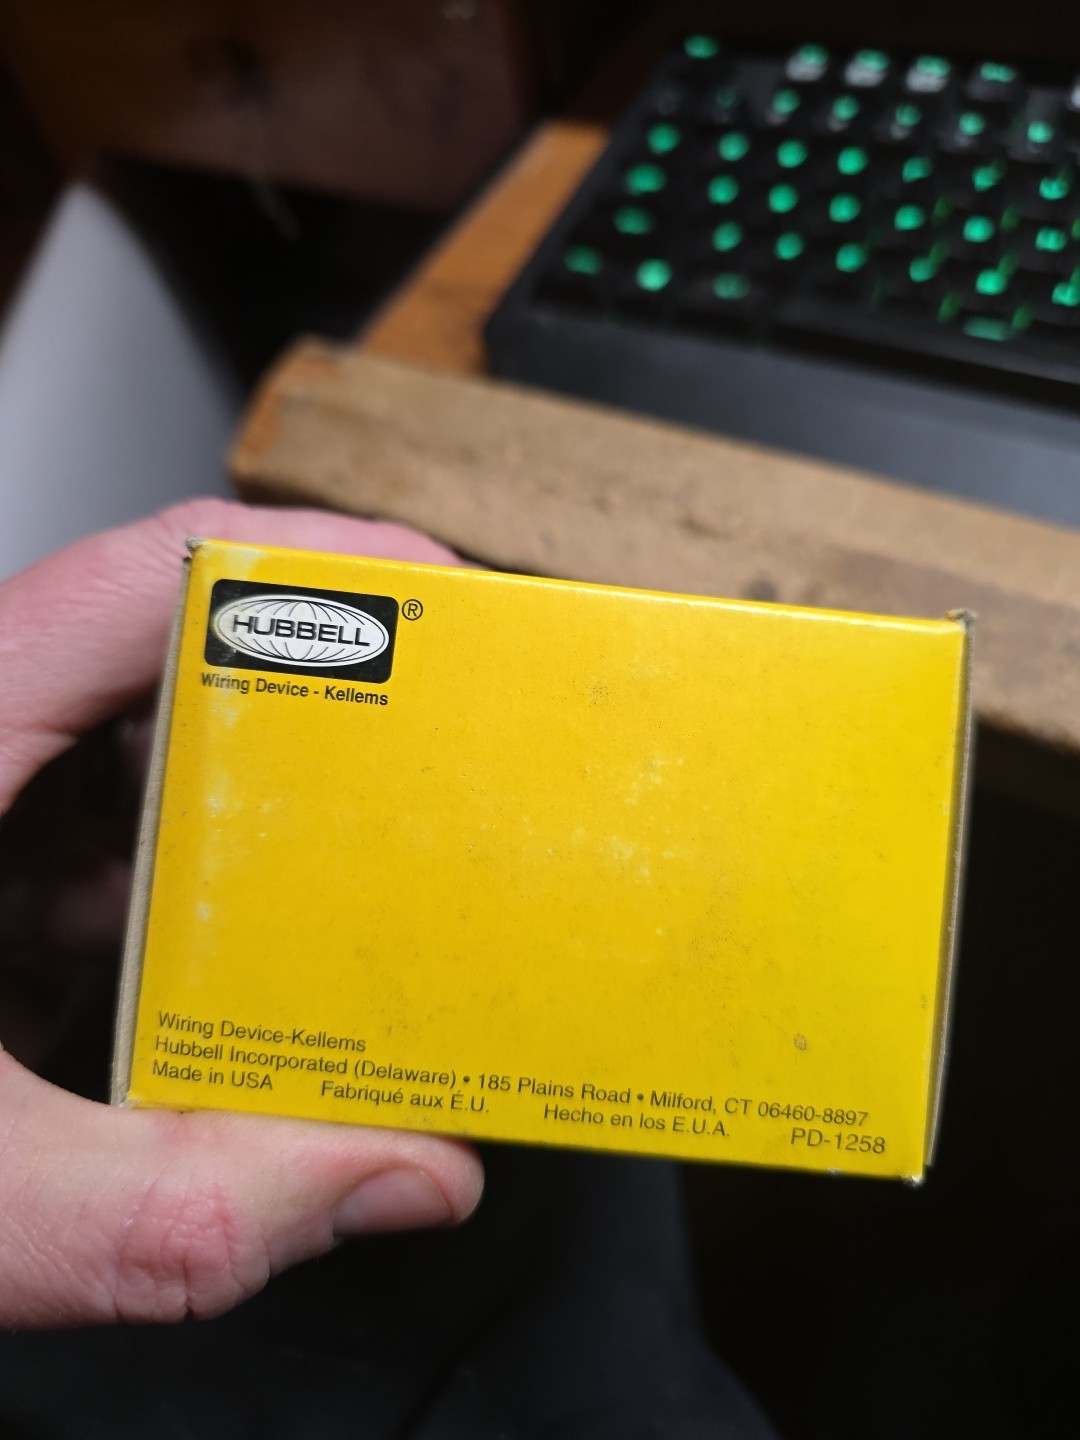 HUBBELL ®
Wiring Device - Kellems
Wiring Device-Kellems
Hubbell Incorporated (Delaware) • 185 Plains Road • Milford, CT 06460-8897
Made in USA Fabriqué aux É.U. Hecho en los E.U.A. PD-1258